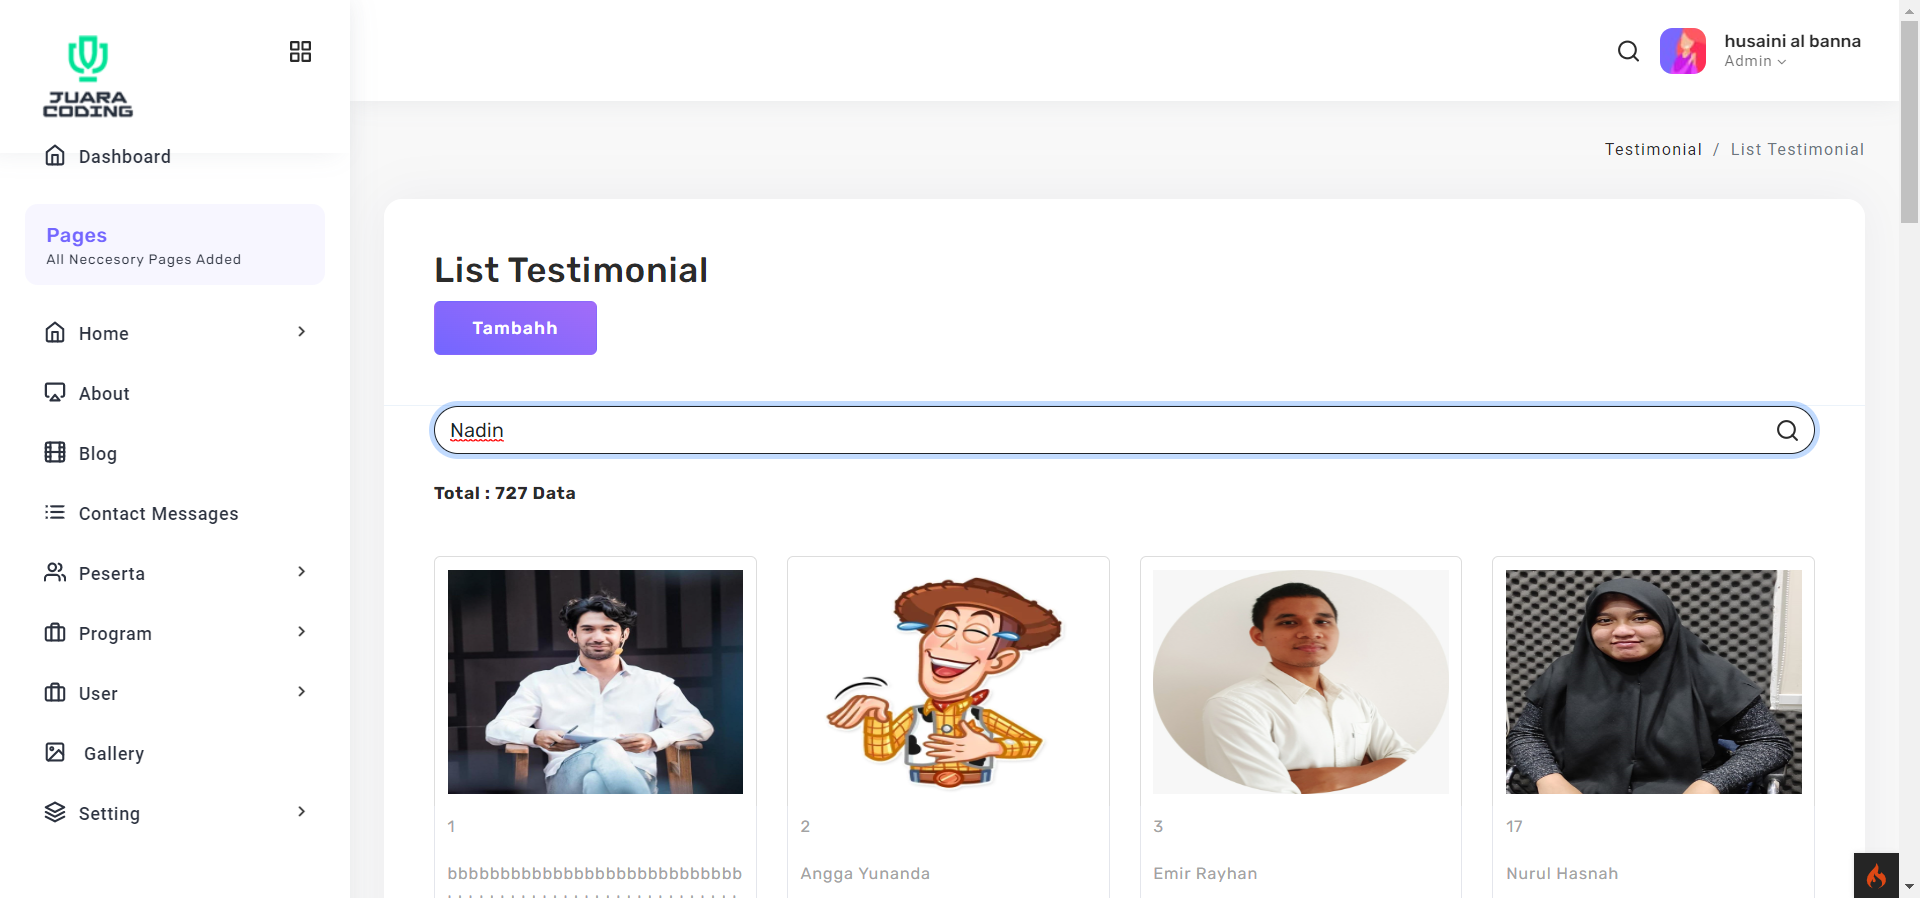 JUARA
CODING
husaini al banna
Admin
Dashboard
Testimonial / List Testimonial
Pages
All Neccesory Pages Added
List Testimonial
Tambahh
Home
About
Nadin
Blog
Total : 727 Data
Contact Messages
Peserta
Program
User
Gallery
Setting
1
2
3
17
bbbbbbbbbbbbbbbbbbbbbbbbbbbb
Angga Yunanda
Emir Rayhan
Nurul Hasnah